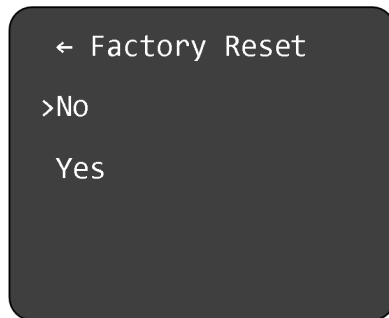 ← Factory Reset
>No
Yes